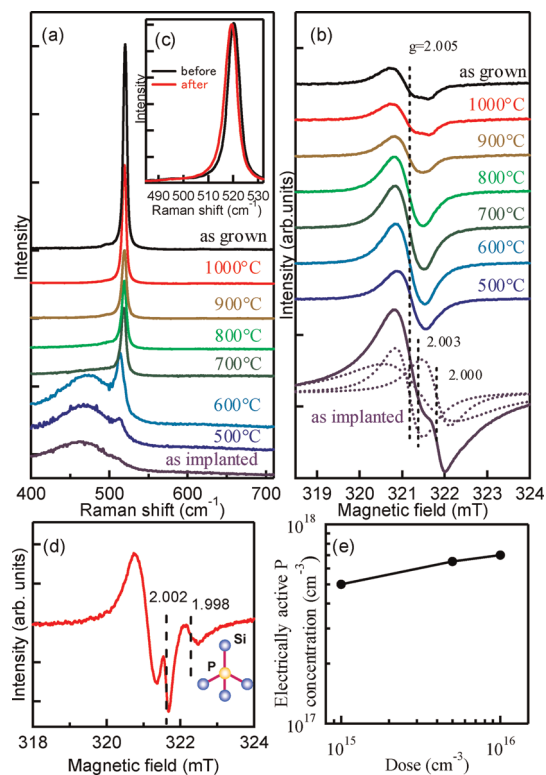 (a)
(c)
before
after
Intensity
490 500 510 520 530
Raman shift (cm-1)
as grown
1000°C
900°C
800°C
700°C
600°C
500°C
as implanted
Intensity
400 500 600 700
Raman shift (cm-1)
(b)
g=2.005
as grown
1000°C
900°C
800°C
700°C
600°C
500°C
2.003
2.000
as implanted
Intensity (arb.units)
319 320 321 322 323 324
Magnetic field (mT)
(d)
2.002
1.998
Si
P
Intensity (arb. units)
318 320 322 324
Magnetic field (mT)
(e)
Electrically active P
concentration (cm-3)
10^18
10^17
10^15 10^16
Dose (cm-3)